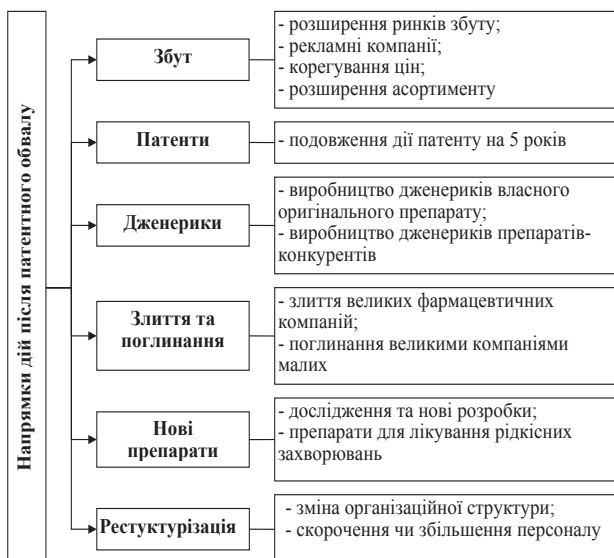 Напрямки дій після патентного обвалу
Збут
- розширення ринків збуту;
- рекламні компанії;
- корегування цін;
- розширення асортименту
Патенти
- подовження дії патенту на 5 років
Дженерики
- виробництво дженериків власного
оригінального препарату;
- виробництво дженериків препаратів-
конкурентів
Злиття та
поглинання
- злиття великих фармацевтичних
компаній;
- поглинання великими компаніями
малих
Нові
препарати
- дослідження та нові розробки;
- препарати для лікування рідкісних
захворювань
Рестуктурізація
- зміна організаційної структури;
- скорочення чи збільшення персоналу